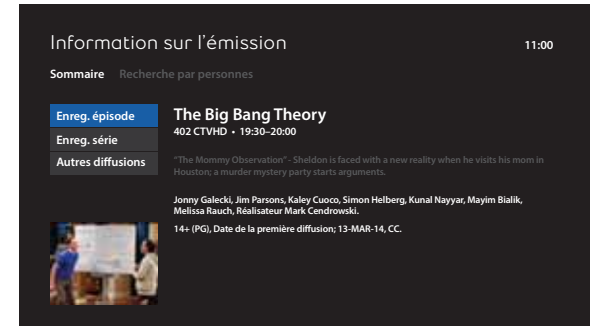 Information sur l'émission
11:00
Sommaire Recherche par personnes
Enreg. épisode
Enreg. série
Autres diffusions
The Big Bang Theory
402 CTVHD • 19:30–20:00
"The Mommy Observation" - Sheldon is faced with a new reality when he visits his mom in
Houston; a murder mystery party starts arguments.
Jonny Galecki, Jim Parsons, Kaley Cuoco, Simon Helberg, Kunal Nayyar, Mayim Bialik,
Melissa Rauch, Réalisateur Mark Cendrowski.
14+ (PG), Date de la première diffusion; 13-MAR-14, CC.